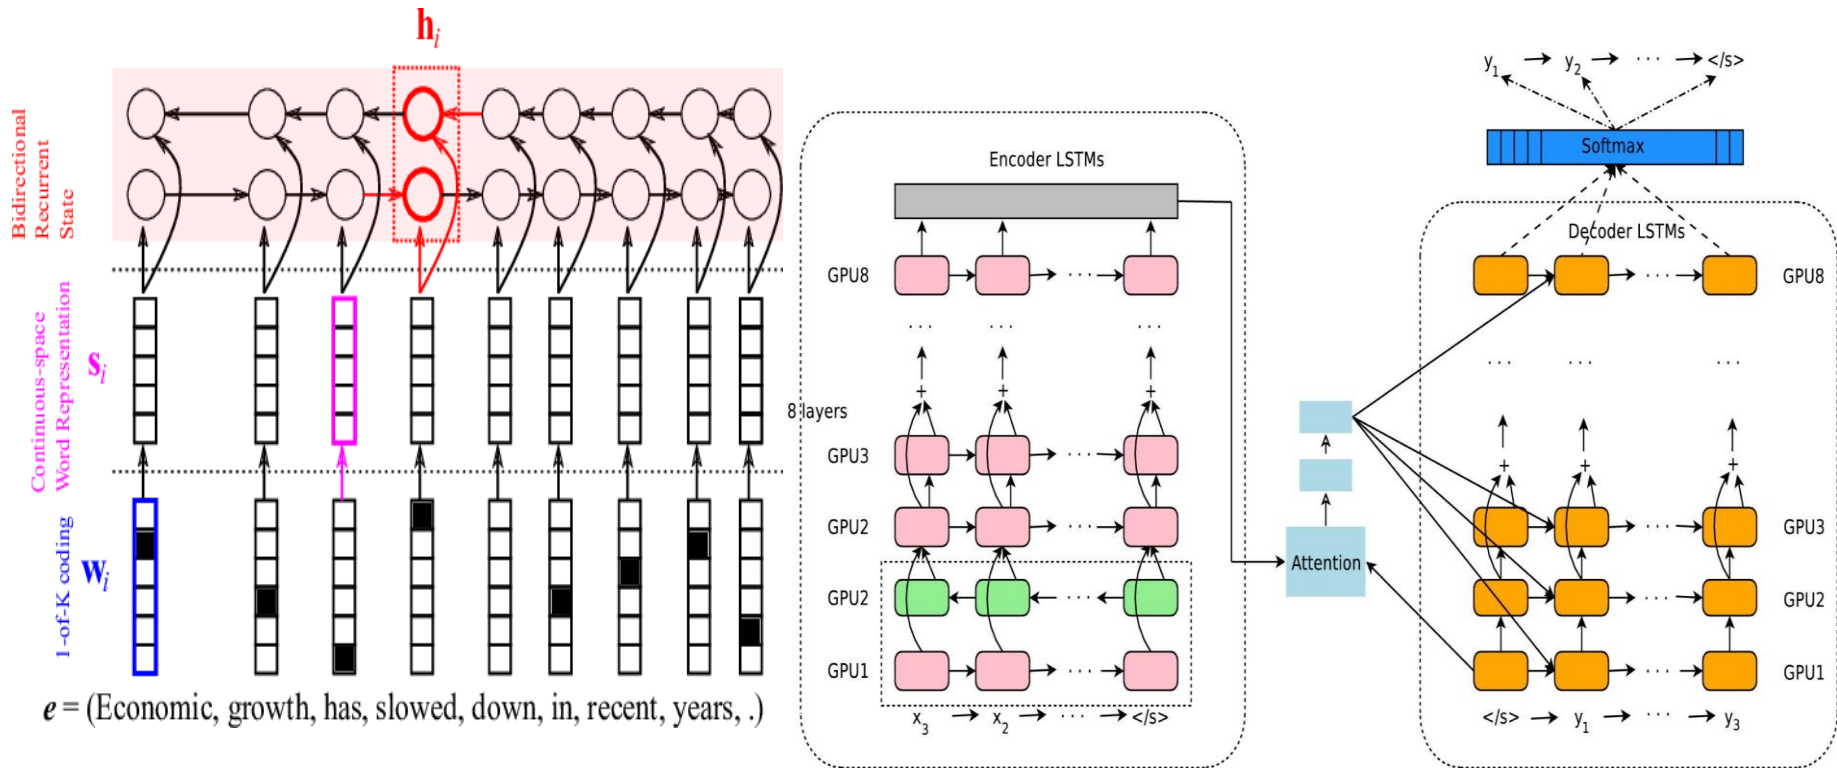 h_i
Bidirectional
Recurrent
State
Continuous-space
Word Representation
s_i
1-of-K coding
w_i
e = (Economic, growth, has, slowed, down, in, recent, years, .)
Encoder LSTMs
GPU8
... ... ... ...
8 layers
+ + +
GPU3 ...
GPU2 ...
GPU2 ...
GPU1 ...
x_3 → x_2 → ... → </s>
Attention
y_1 → y_2 → ... → </s>
Softmax
Decoder LSTMs
... GPU8
... ... ...
+ + +
... GPU3
... GPU2
... GPU1
</s> → y_1 → ... → y_3